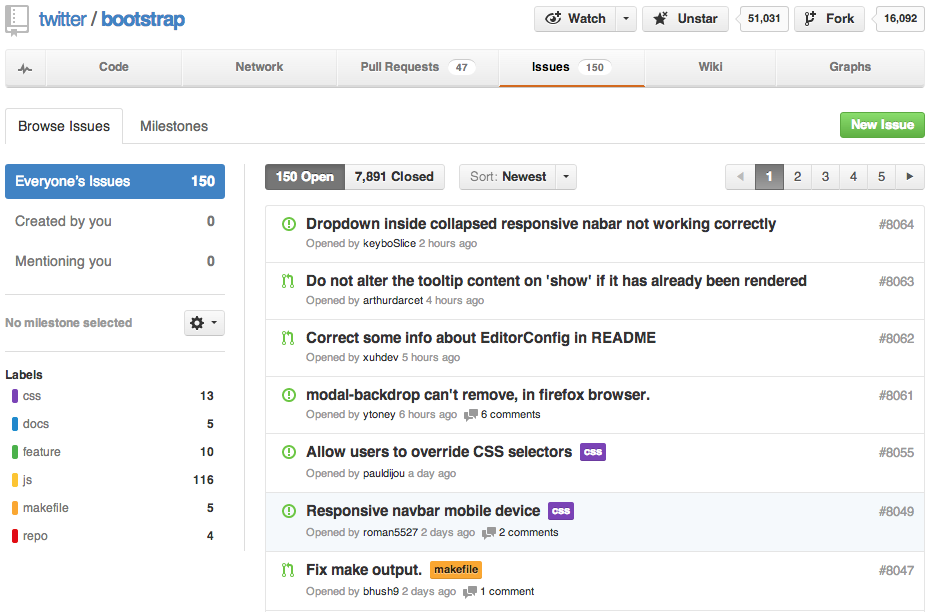 twitter / bootstrap
Watch
Unstar
51,031
Fork
16,092
Code
Network
Pull Requests 47
Issues 150
Wiki
Graphs
Browse Issues
Milestones
New Issue
Everyone's Issues 150
Created by you 0
Mentioning you 0
No milestone selected
Labels
css 13
docs 5
feature 10
js 116
makefile 5
repo 4
150 Open 7,891 Closed
Sort: Newest
1 2 3 4 5
Dropdown inside collapsed responsive nabar not working correctly #8064
Opened by keyboSlice 2 hours ago
Do not alter the tooltip content on 'show' if it has already been rendered #8063
Opened by arthurdarcet 4 hours ago
Correct some info about EditorConfig in README #8062
Opened by xuhdev 5 hours ago
modal-backdrop can't remove, in firefox browser. #8061
Opened by ytoney 6 hours ago 6 comments
Allow users to override CSS selectors css #8055
Opened by pauldijou a day ago
Responsive navbar mobile device css #8049
Opened by roman5527 2 days ago 2 comments
Fix make output. makefile #8047
Opened by bhush9 2 days ago 1 comment